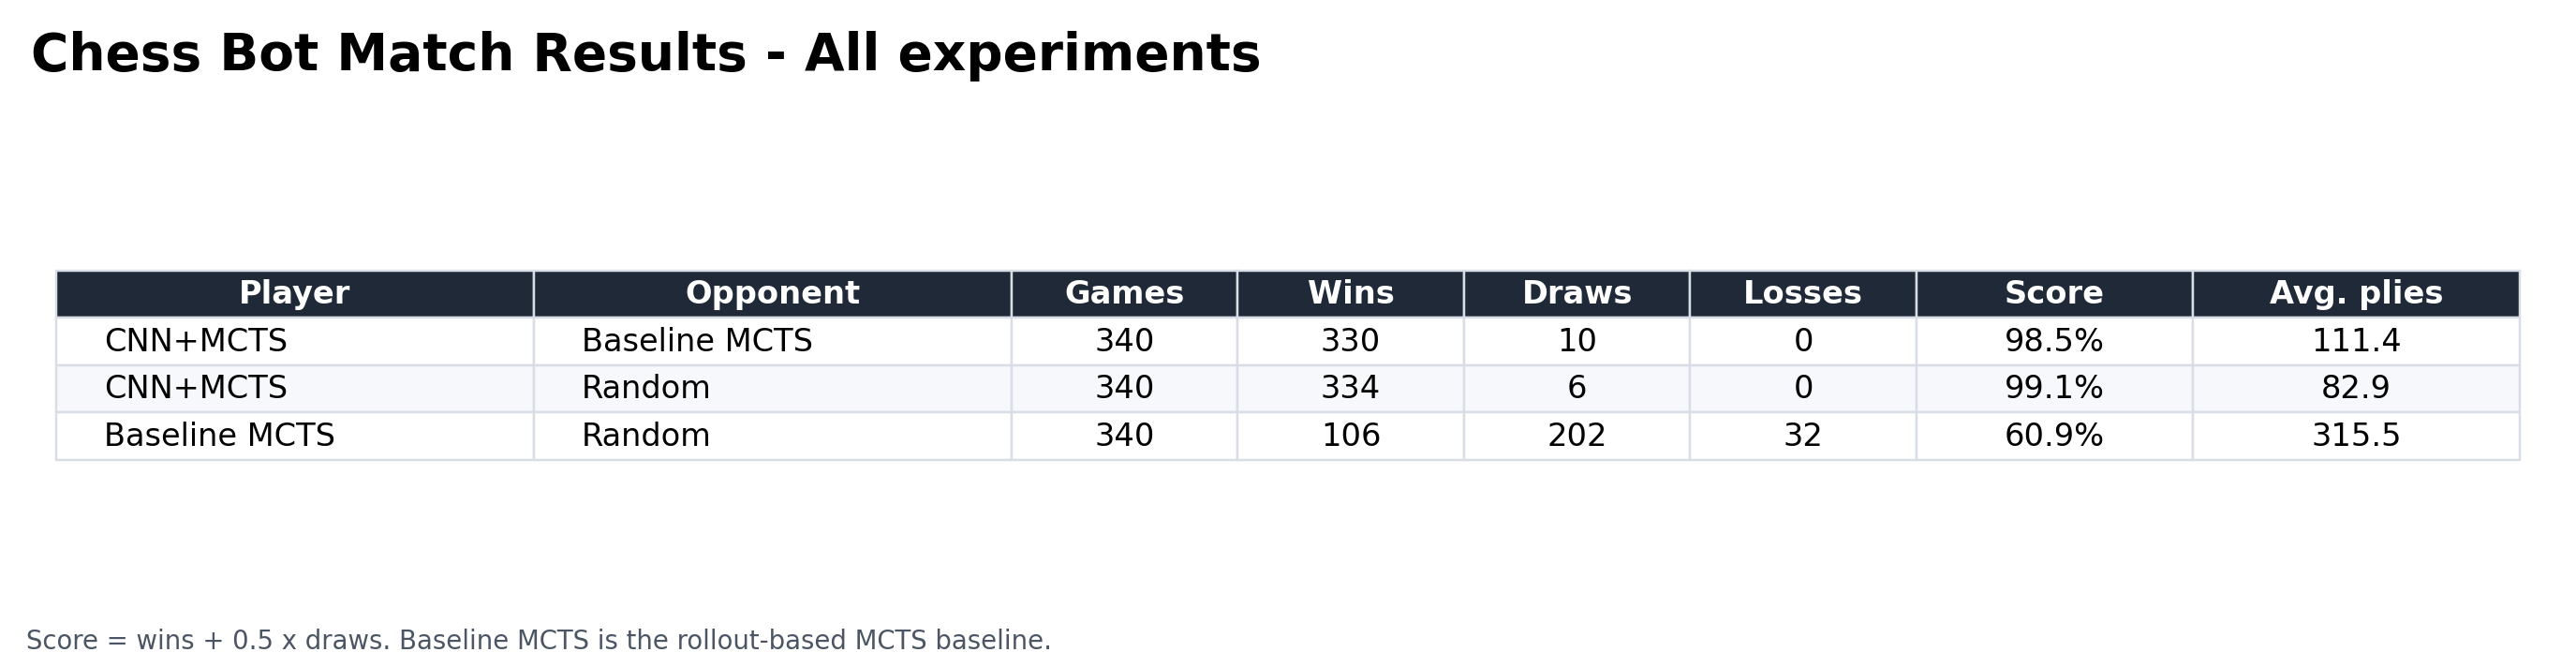 Chess Bot Match Results - All experiments
Player Opponent Games Wins Draws Losses Score Avg. plies
CNN+MCTS Baseline MCTS 340 330 10 0 98.5% 111.4
CNN+MCTS Random 340 334 6 0 99.1% 82.9
Baseline MCTS Random 340 106 202 32 60.9% 315.5
Score = wins + 0.5 x draws. Baseline MCTS is the rollout-based MCTS baseline.